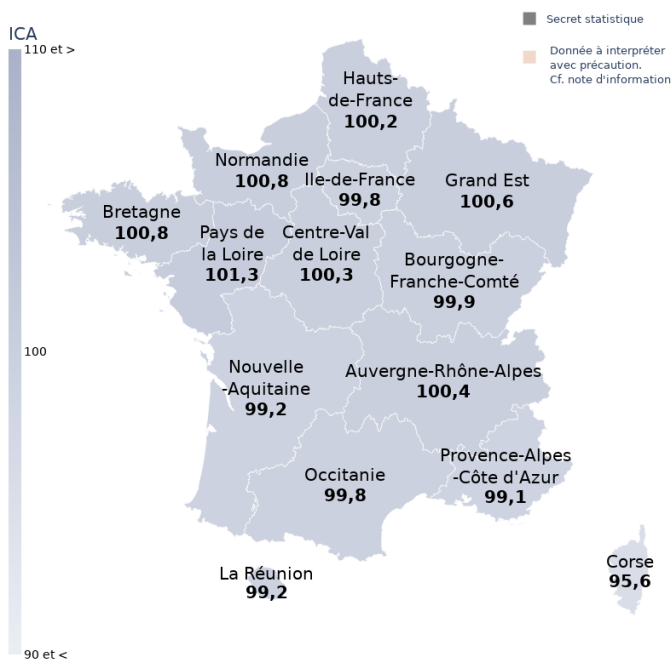 Secret statistique
ICA
110 et >
Donnée à interpréter
avec précaution.
Cf. note d'information
Hauts-
de-France
100,2
Normandie
100,8
Ile-de-France
99,8
Grand Est
100,6
Bretagne
100,8
Pays de
la Loire
101,3
Centre-Val
de Loire
100,3
Bourgogne-
Franche-Comté
99,9
100
Nouvelle
-Aquitaine
99,2
Auvergne-Rhône-Alpes
100,4
Occitanie
99,8
Provence-Alpes
-Côte d'Azur
99,1
La Réunion
99,2
Corse
95,6
90 et <